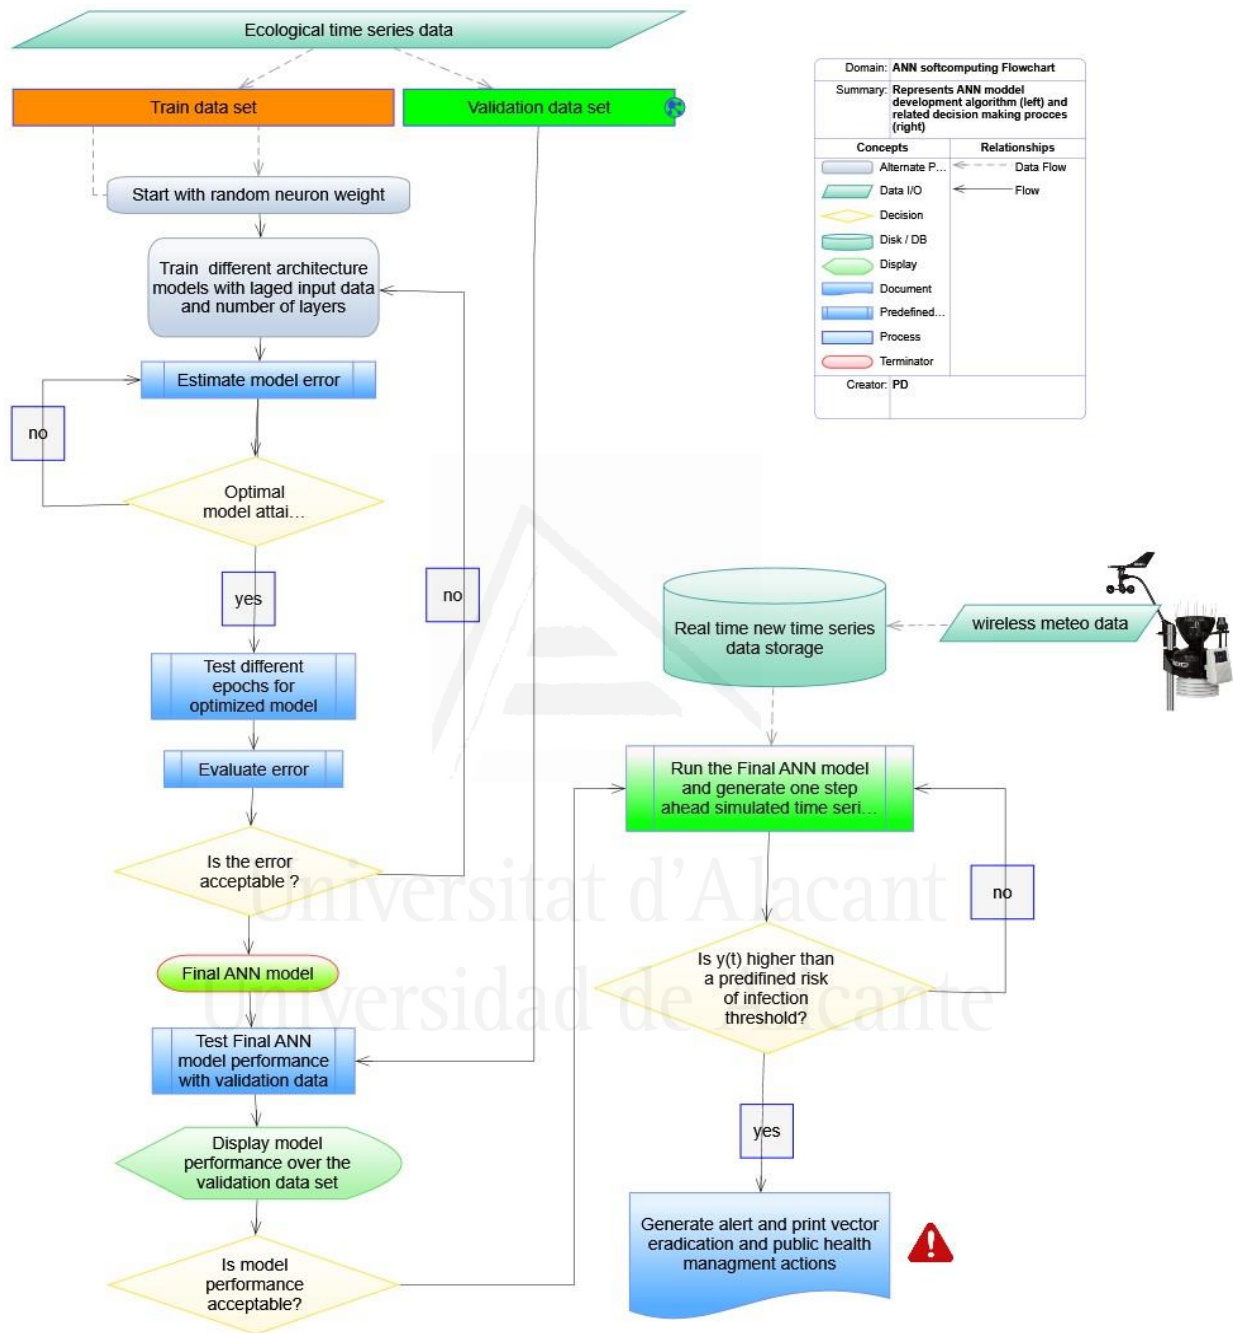 Ecological time series data
Train data set
Validation data set
Start with random neuron weight
Train different architecture
models with laged input data
and number of layers
Estimate model error
no
Optimal
model attai...
yes
no
Test different
epochs for
optimized model
Evaluate error
Is the error
acceptable ?
Final ANN model
Test Final ANN
model performance
with validation data
Display model
performance over the
validation data set
Is model
performance
acceptable?
Domain: ANN softcomputing Flowchart
Summary: Represents ANN moddel
development algorithm (left) and
related decision making procces
(right)
Concepts Relationships
Alternate P... Data Flow
Data I/O Flow
Decision
Disk / DB
Display
Document
Predefined...
Process
Terminator
Creator: PD
Real time new time series
data storage
wireless meteo data
Run the Final ANN model
and generate one step
ahead simulated time seri...
no
Is y(t) higher than
a predifined risk
of infection
threshold?
yes
Generate alert and print vector
eradication and public health
managment actions
Universitat d'Alacant
Universidad de Alicante